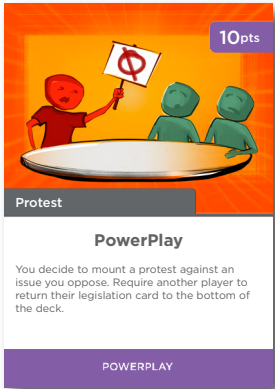 10pts
Protest
PowerPlay
You decide to mount a protest against an
issue you oppose. Require another player to
return their legislation card to the bottom of
the deck.
POWERPLAY